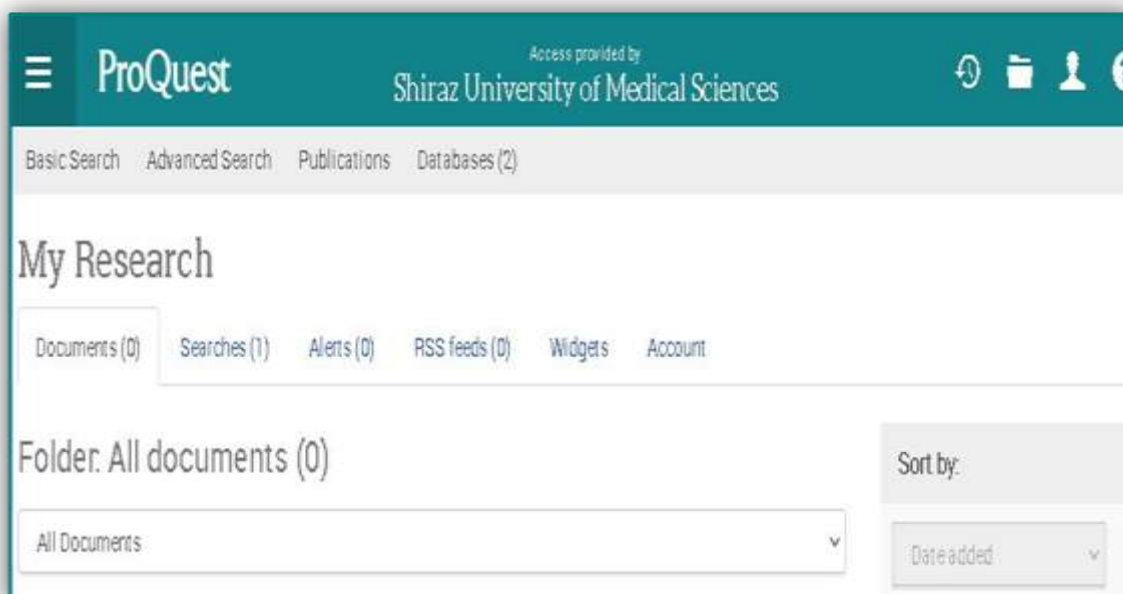 ProQuest
Access provided by
Shiraz University of Medical Sciences
Basic Search Advanced Search Publications Databases (2)
My Research
Documents (0) Searches (1) Alerts (0) RSS feeds (0) Widgets Account
Folder: All documents (0)
Sort by:
All Documents
Date added